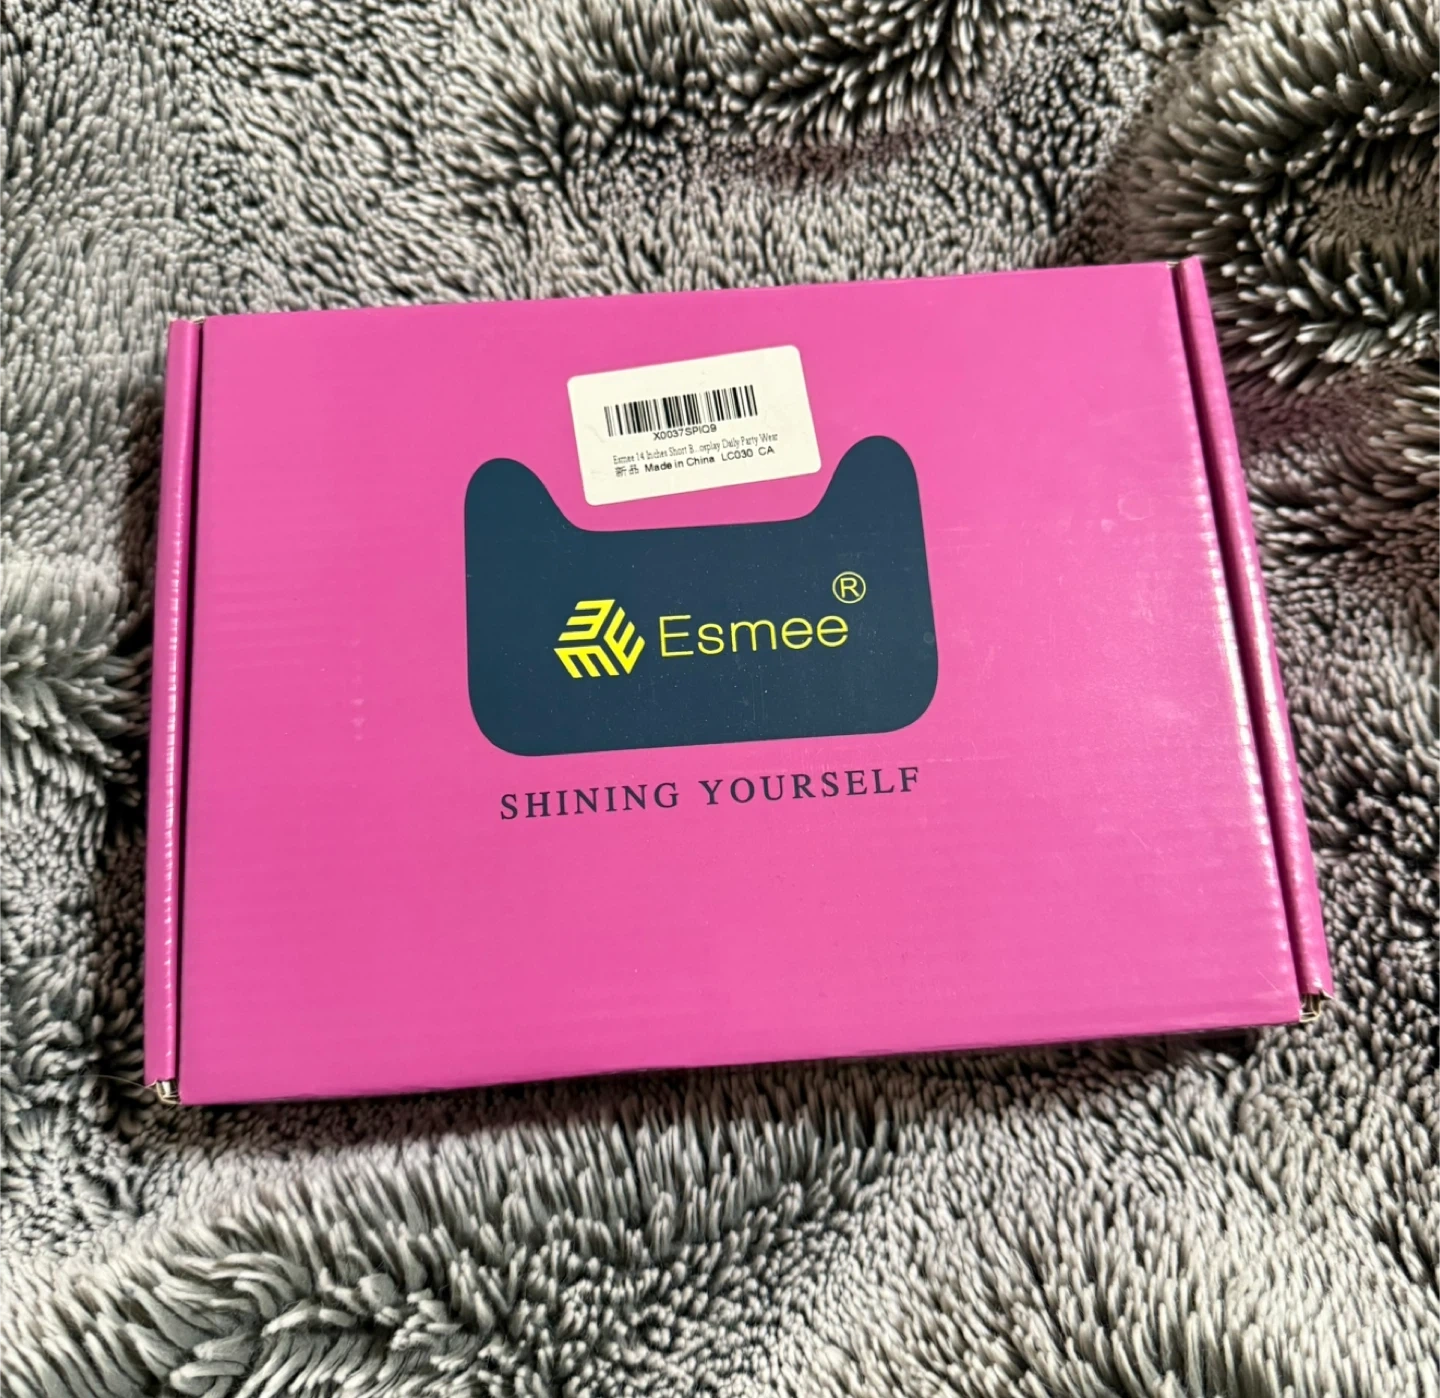 X0037SPIQ9
Esmee 14 Inches Short B...osplay Daily Party Wear
新品 Made in China LC030 CA
Esmee®
SHINING YOURSELF